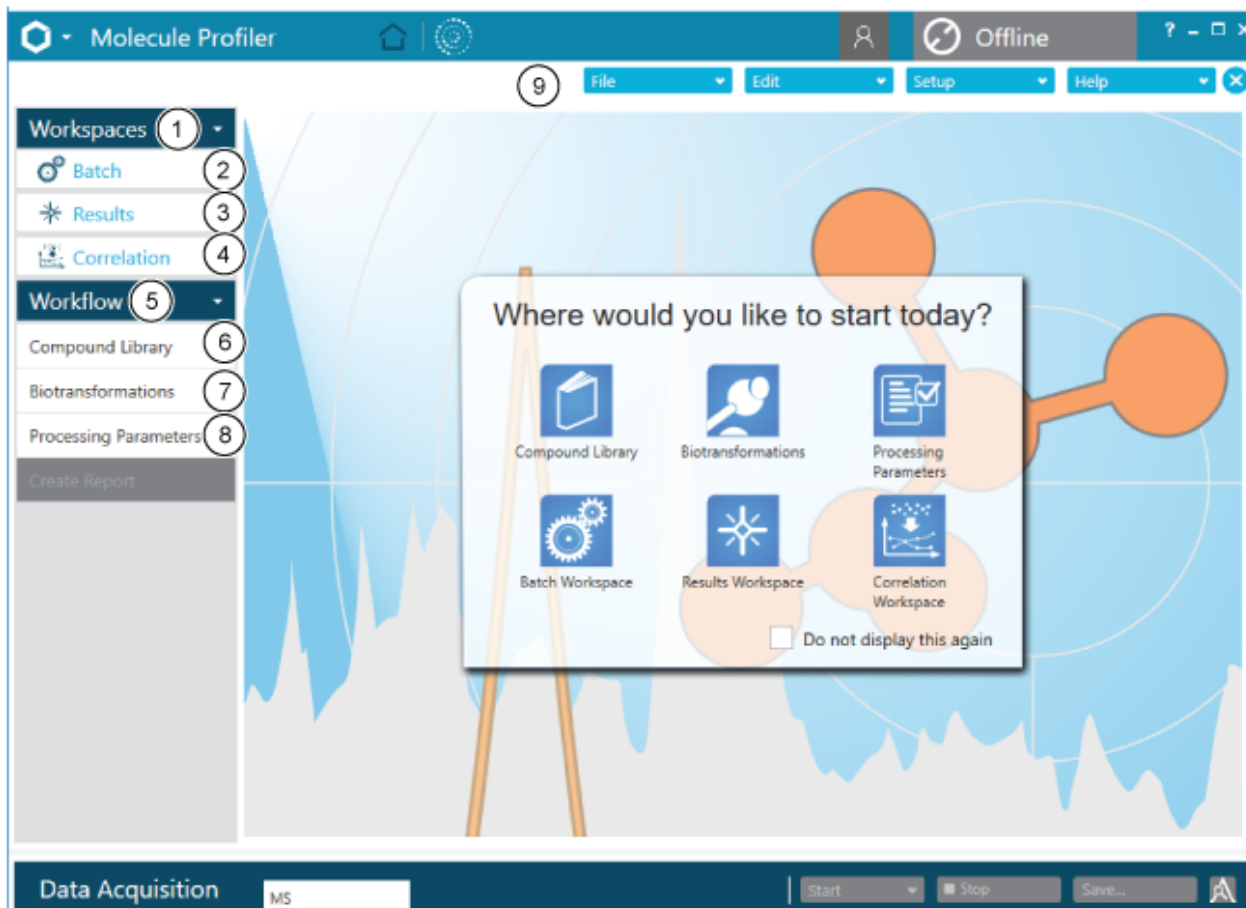 Molecule Profiler
Offline
?
9
File
Edit
Setup
Help
Workspaces 1
Batch 2
Results 3
Correlation 4
Workflow 5
Compound Library 6
Biotransformations 7
Processing Parameters 8
Create Report
Where would you like to start today?
Compound Library
Biotransformations
Processing
Parameters
Batch Workspace
Results Workspace
Correlation
Workspace
Do not display this again
Data Acquisition
MS
Start
Stop
Save...